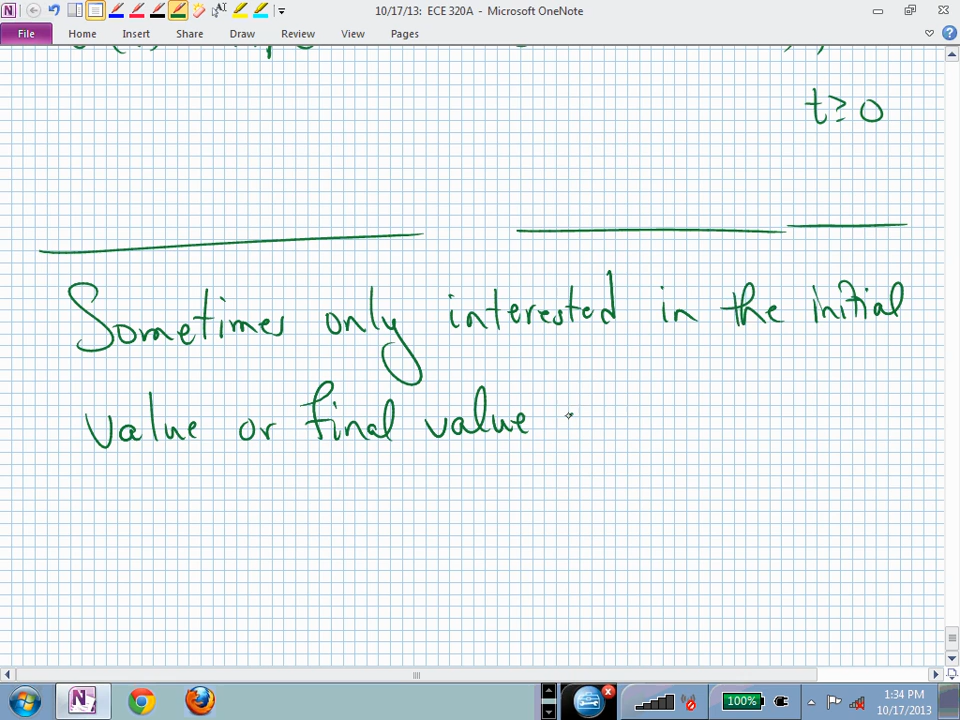 10/17/13: ECE 320A - Microsoft OneNote
File Home Insert Share Draw Review View Pages
t ≥ 0
Sometimes only interested in the initial
value or final value
100%
1:34 PM
10/17/2013